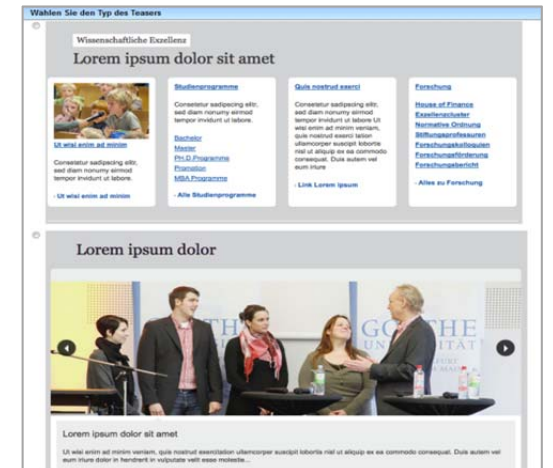 Wählen Sie den Typ des Teasers
Wissenschaftliche Exzellenz
Lorem ipsum dolor sit amet
Ut wisi enim ad minim
Consetetur sadipscing elitr,
sed diam nonumy eirmod
tempor invidunt ut labore.
› Ut wisi enim ad minim
Studienprogramme
Consetetur sadipscing elitr,
sed diam nonumy eirmod
tempor invidunt ut labore.
Bachelor
Master
PH.D.Programme
Promotion
MBA Programme
› Alle Studienprogramme
Quis nostrud exerci
Consetetur sadipscing elitr,
sed diam nonumy eirmod
tempor invidunt ut labore Ut
wisi enim ad minim veniam,
quis nostrud exerci tation
ullamcorper suscipit lobortis
nisl ut aliquip ex ea commodo
consequat. Duis autem vel
eum iriure
› Link Lorem ipsum
Forschung
House of Finance
Exzellenzcluster
Normative Ordnung
Stiftungsprofessuren
Forschungskolloquien
Forschungsförderung
Forschungsbericht
› Alles zu Forschung
Lorem ipsum dolor
GOETHE
UNIVERSITÄT
Lorem ipsum dolor sit amet
Ut wisi enim ad minim veniam, quis nostrud exercitation ullamcorper suscipit lobortis nisl ut aliquip ex ea commodo consequat. Duis autem vel
eum iriure dolor in hendrerit in vulputate velit esse molestie...